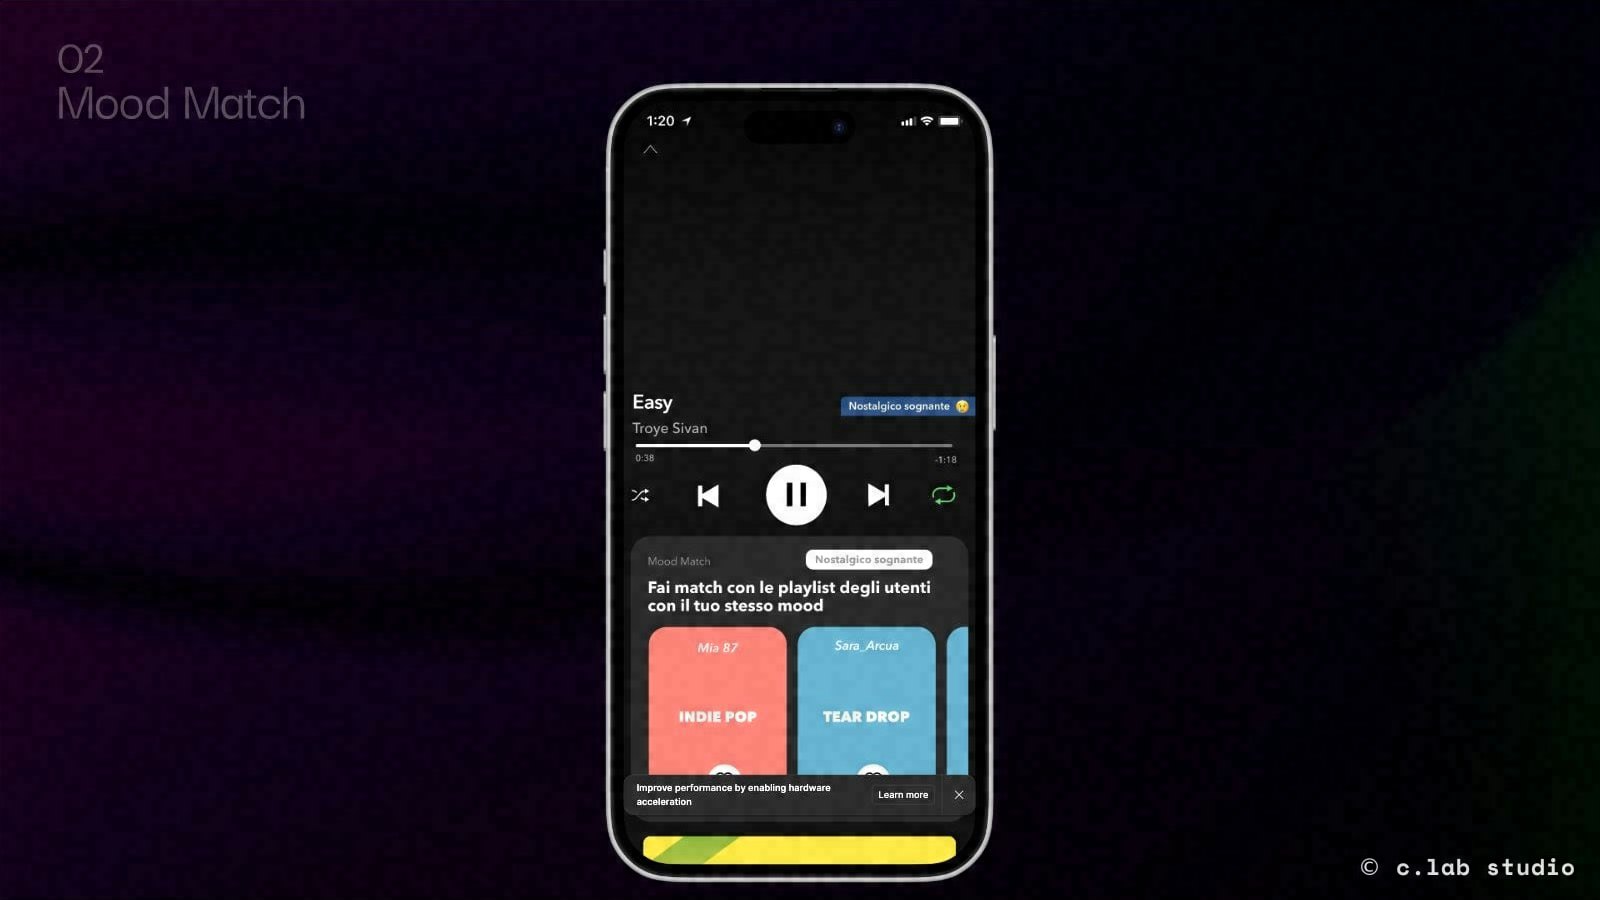 02
Mood Match
1:20
Easy
Nostalgico sognante
Troye Sivan
0:38
-1:18
Mood Match
Nostalgico sognante
Fai match con le playlist degli utenti
con il tuo stesso mood
Mia 87
Sara_Arcua
INDIE POP
TEAR DROP
Improve performance by enabling hardware
acceleration
Learn more
© c.lab studio